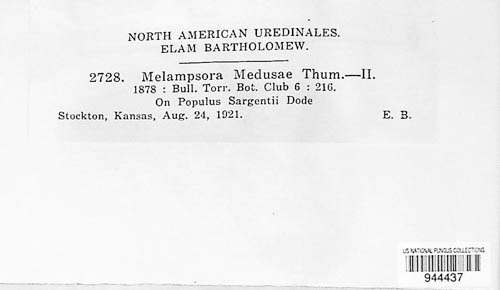 NORTH AMERICAN UREDINALES.
ELAM BARTHOLOMEW.
2728. Melampsora Medusae Thum.—II.
1878 : Bull. Torr. Bot. Club 6 : 216.
On Populus Sargentii Dode
Stockton, Kansas, Aug. 24, 1921. E. B.
US NATIONAL FUNGUS COLLECTIONS
944437